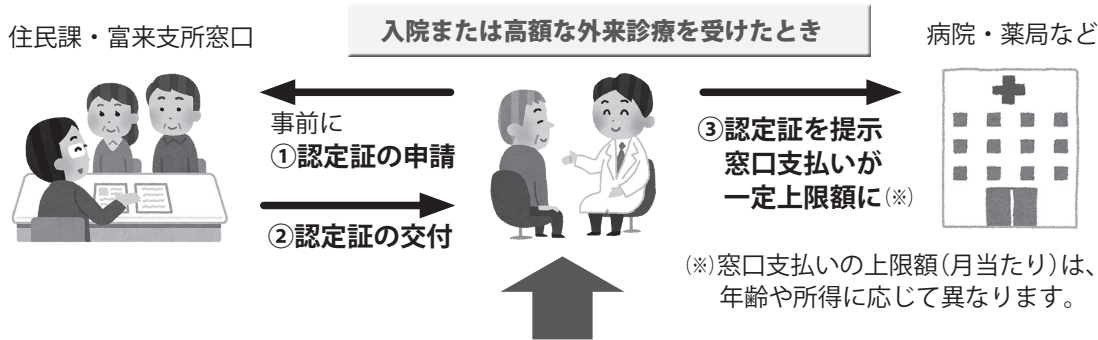 入院または高額な外来診療を受けたとき
住民課・富来支所窓口
病院・薬局など
事前に
①認定証の申請
②認定証の交付
③認定証を提示
窓口支払いが
一定上限額に(※)
(※)窓口支払いの上限額(月当たり)は、
年齢や所得に応じて異なります。